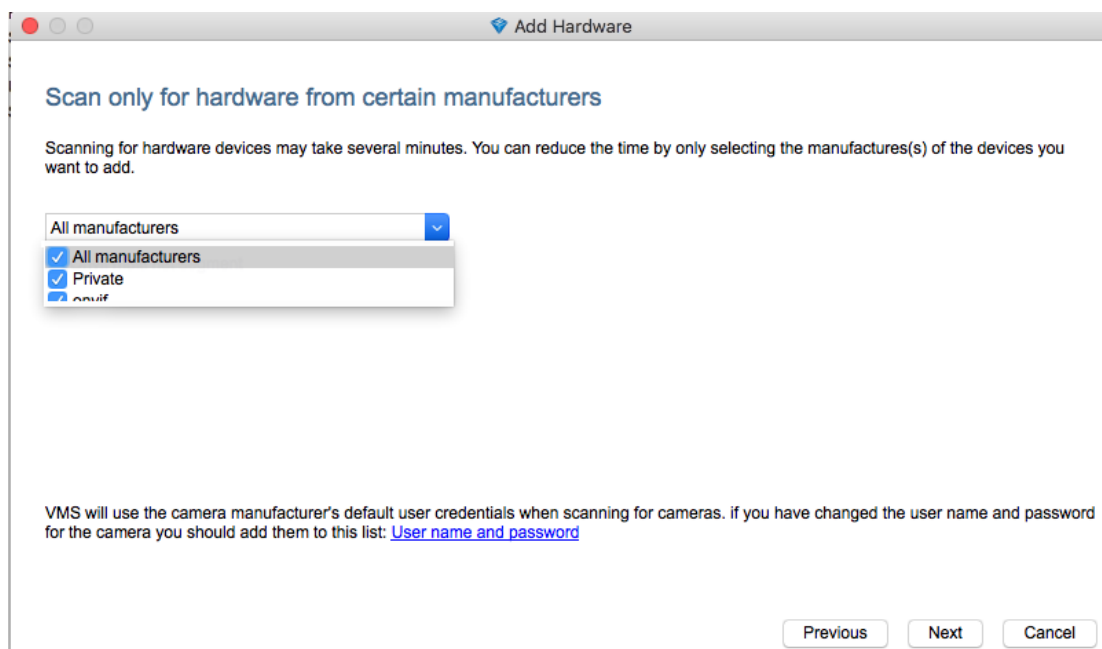 Add Hardware
Scan only for hardware from certain manufacturers
Scanning for hardware devices may take several minutes. You can reduce the time by only selecting the manufactures(s) of the devices you
want to add.
All manufacturers
All manufacturers
Private
onvif
VMS will use the camera manufacturer's default user credentials when scanning for cameras. if you have changed the user name and password
for the camera you should add them to this list: User name and password
Previous Next Cancel